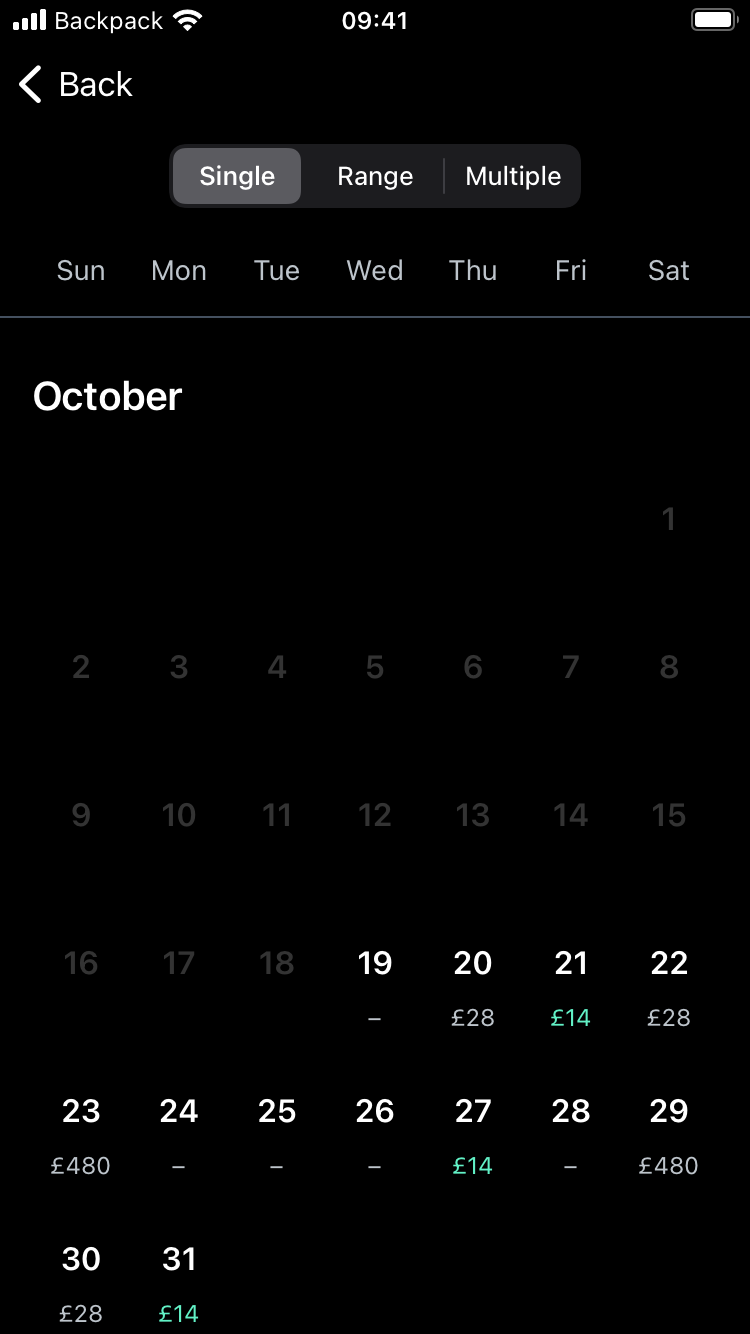 Backpack 09:41
Back
Single Range Multiple
Sun Mon Tue Wed Thu Fri Sat
October
1
2 3 4 5 6 7 8
9 10 11 12 13 14 15
16 17 18 19 20 21 22
– £28 £14 £28
23 24 25 26 27 28 29
£480 – – – £14 – £480
30 31
£28 £14